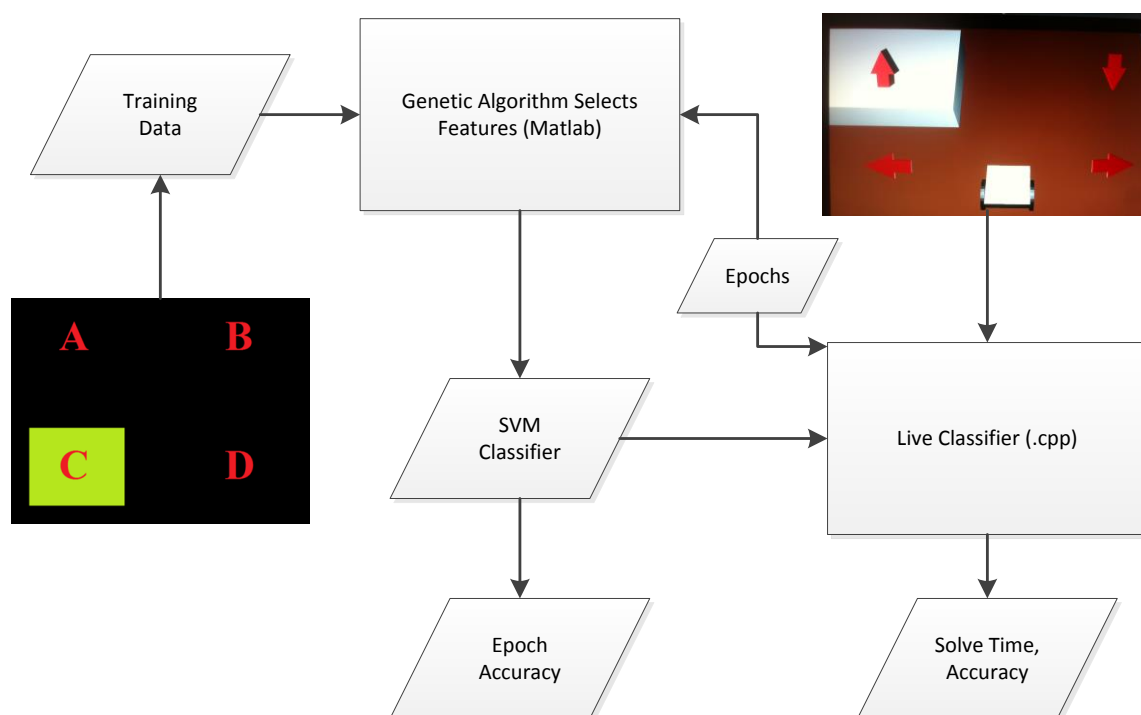 Training
Data
Genetic Algorithm Selects
Features (Matlab)
Epochs
A
B
C
D
SVM
Classifier
Live Classifier (.cpp)
Epoch
Accuracy
Solve Time,
Accuracy